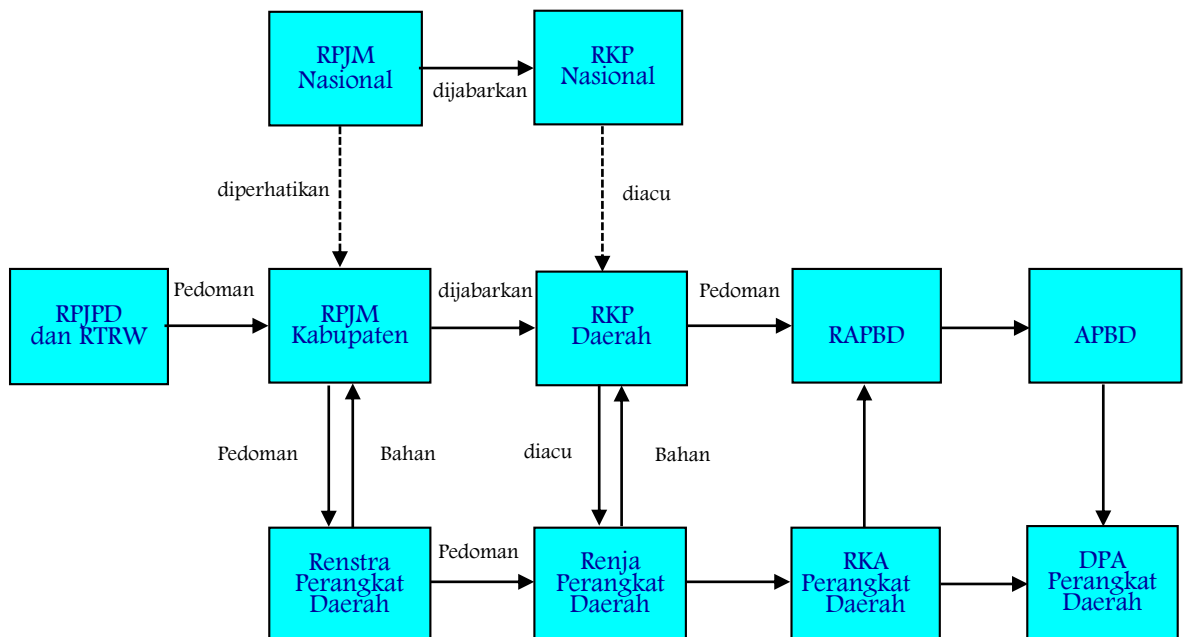 RPJM
Nasional
dijabarkan
RKP
Nasional
diperhatikan
diacu
RPJPD
dan RTRW
Pedoman
RPJM
Kabupaten
dijabarkan
RKP
Daerah
Pedoman
RAPBD
APBD
Pedoman
Bahan
diacu
Bahan
Renstra
Perangkat
Daerah
Pedoman
Renja
Perangkat
Daerah
RKA
Perangkat
Daerah
DPA
Perangkat
Daerah